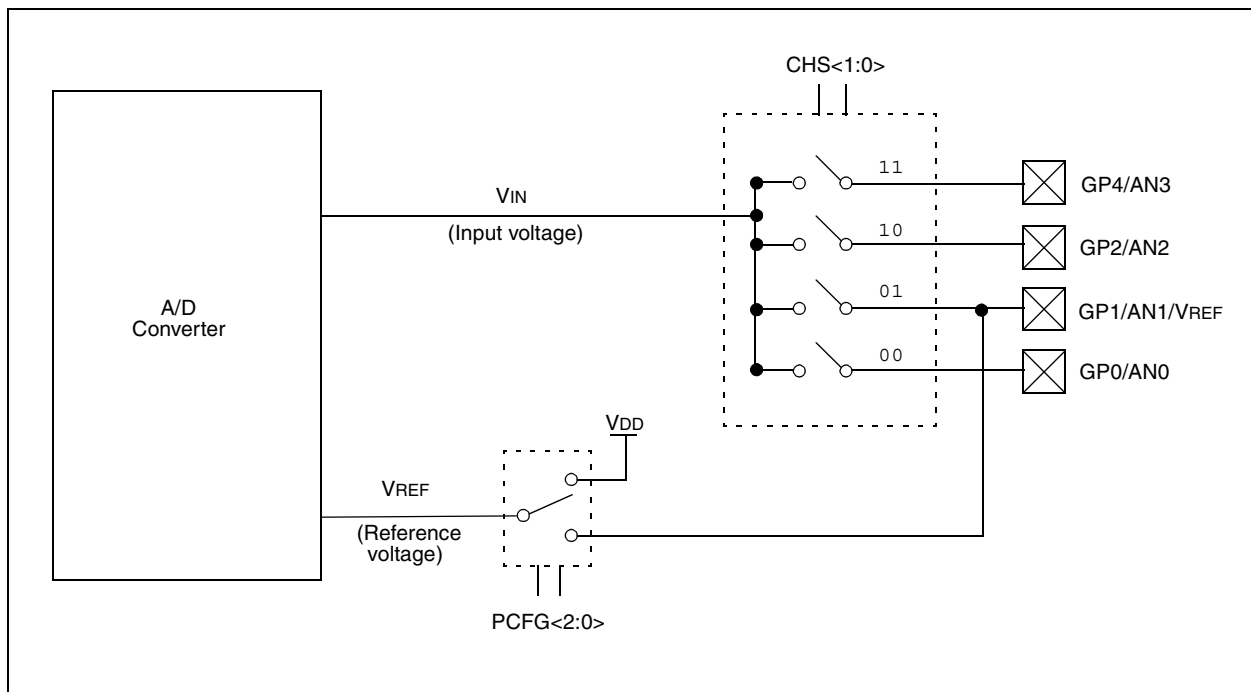 CHS<1:0>
11
GP4/AN3
VIN
(Input voltage)
10
GP2/AN2
A/D
Converter
01
GP1/AN1/VREF
00
GP0/AN0
VDD
VREF
(Reference
voltage)
PCFG<2:0>